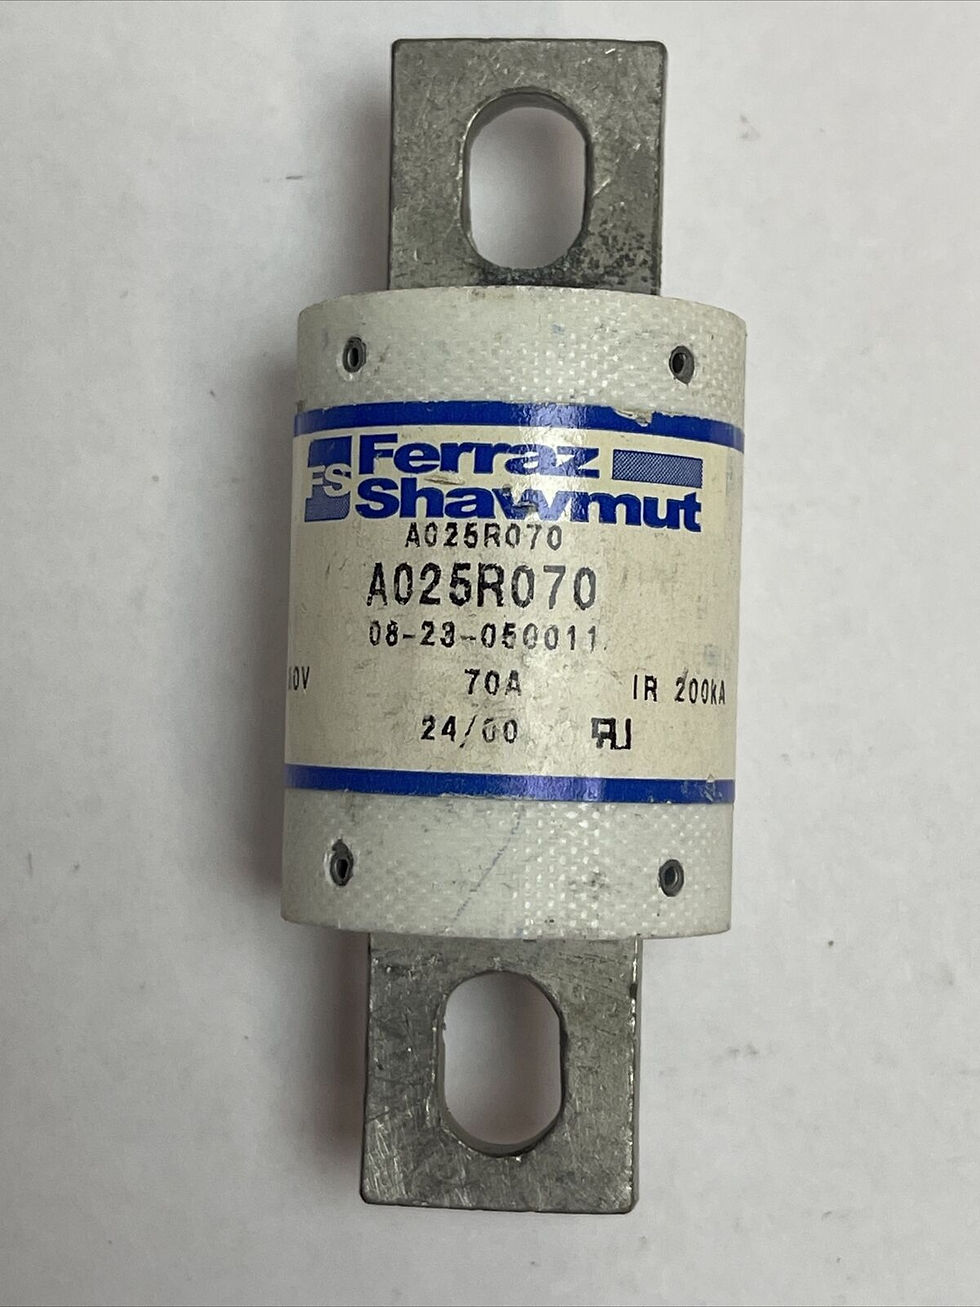 FS Ferraz
Shawmut
A025R070
A025R070
08-23-050011
70A IR 200kA
24/00